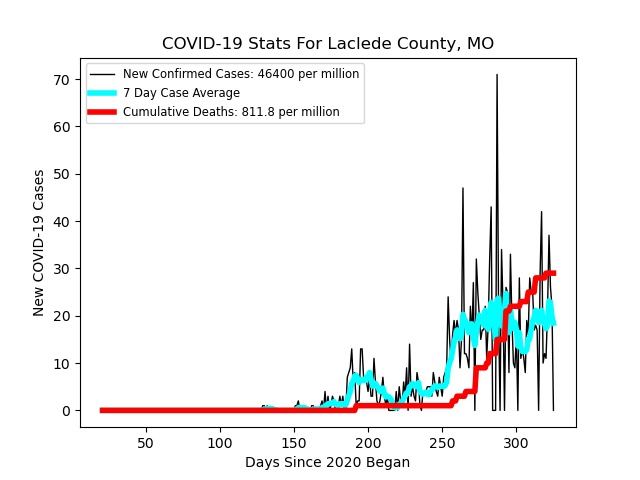 COVID-19 Stats For Laclede County, MO
New Confirmed Cases: 46400 per million
7 Day Case Average
Cumulative Deaths: 811.8 per million
New COVID-19 Cases
70
60
50
40
30
20
10
0
50
100
150
200
250
300
Days Since 2020 Began